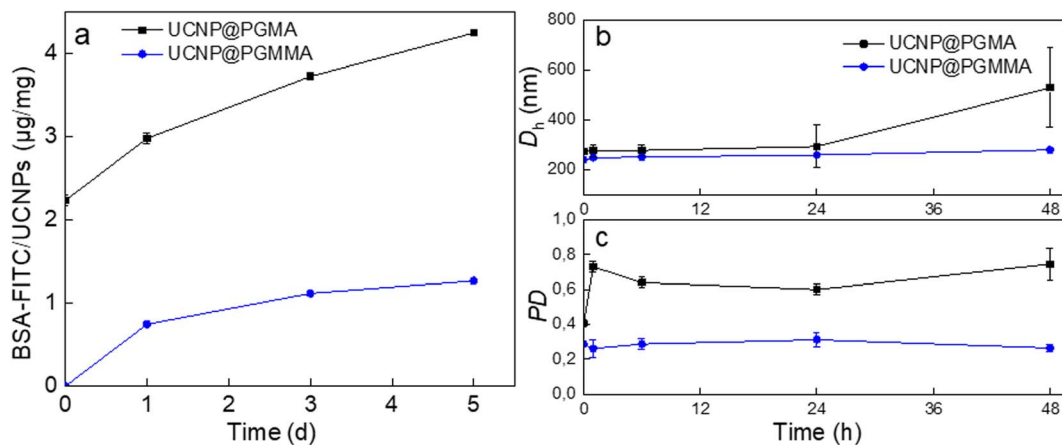 a
UCNP@PGMA
UCNP@PGMMA
BSA-FITC/UCNPs (µg/mg)
4
3
2
1
0
0 1 2 3 4 5
Time (d)
b
UCNP@PGMA
UCNP@PGMMA
Dh (nm)
800
600
400
200
0 12 24 36 48
c
PD
1,0
0,8
0,6
0,4
0,2
0,0
0 12 24 36 48
Time (h)